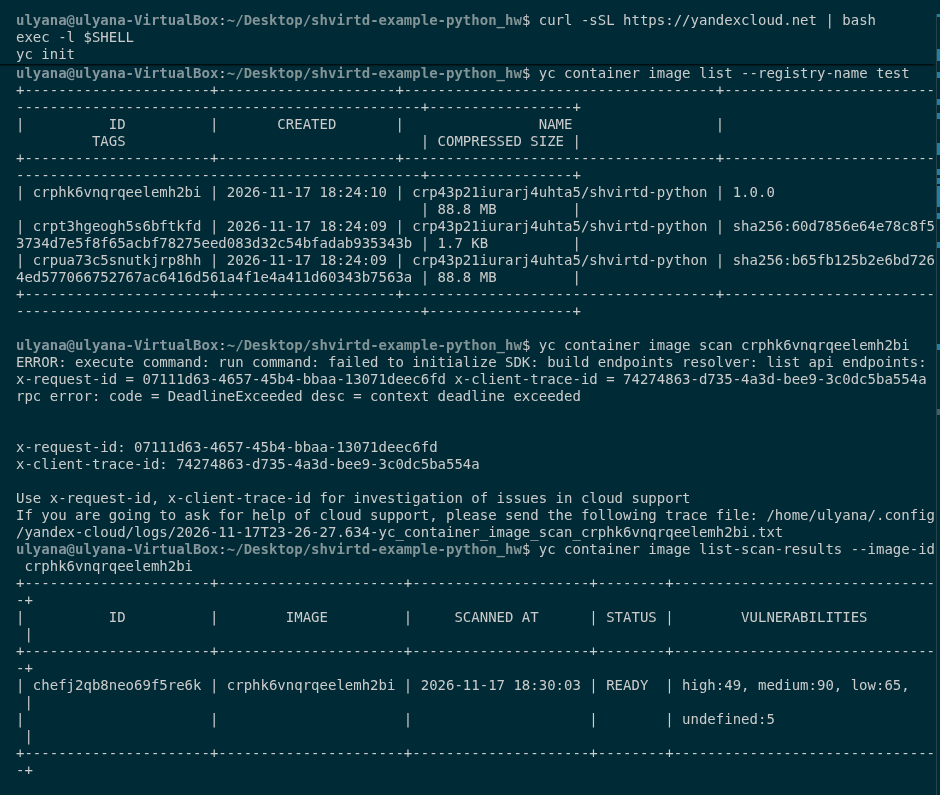 ulyana@ulyana-VirtualBox:~/Desktop/shvirtd-example-python_hw$ curl -sSL https://yandexcloud.net | bash
exec -l $SHELL
yc init
ulyana@ulyana-VirtualBox:~/Desktop/shvirtd-example-python_hw$ yc container image list --registry-name test
+----------------------+---------------------+-------------------------------------+-------------------------
------------------------------------------------+-----------------+
|          ID          |       CREATED       |                NAME                 |
         TAGS                                   | COMPRESSED SIZE |
+----------------------+---------------------+-------------------------------------+-------------------------
------------------------------------------------+-----------------+
| crphk6vnqrqeelemh2bi | 2026-11-17 18:24:10 | crp43p21iurarj4uhta5/shvirtd-python | 1.0.0
                                                | 88.8 MB         |
| crpt3hgeogh5s6bftkfd | 2026-11-17 18:24:09 | crp43p21iurarj4uhta5/shvirtd-python | sha256:60d7856e64e78c8f5
3734d7e5f8f65acbf78275eed083d32c54bfadab935343b | 1.7 KB          |
| crpua73c5snutkjrp8hh | 2026-11-17 18:24:09 | crp43p21iurarj4uhta5/shvirtd-python | sha256:b65fb125b2e6bd726
4ed577066752767ac6416d561a4f1e4a411d60343b7563a | 88.8 MB         |
+----------------------+---------------------+-------------------------------------+-------------------------
------------------------------------------------+-----------------+
ulyana@ulyana-VirtualBox:~/Desktop/shvirtd-example-python_hw$ yc container image scan crphk6vnqrqeelemh2bi
ERROR: execute command: run command: failed to initialize SDK: build endpoints resolver: list api endpoints:
x-request-id = 07111d63-4657-45b4-bbaa-13071deec6fd x-client-trace-id = 74274863-d735-4a3d-bee9-3c0dc5ba554a
rpc error: code = DeadlineExceeded desc = context deadline exceeded
x-request-id: 07111d63-4657-45b4-bbaa-13071deec6fd
x-client-trace-id: 74274863-d735-4a3d-bee9-3c0dc5ba554a
Use x-request-id, x-client-trace-id for investigation of issues in cloud support
If you are going to ask for help of cloud support, please send the following trace file: /home/ulyana/.config
/yandex-cloud/logs/2026-11-17T23-26-27.634-yc_container_image_scan_crphk6vnqrqeelemh2bi.txt
ulyana@ulyana-VirtualBox:~/Desktop/shvirtd-example-python_hw$ yc container image list-scan-results --image-id
 crphk6vnqrqeelemh2bi
+----------------------+----------------------+---------------------+--------+-------------------------------
-+
|          ID          |        IMAGE         |     SCANNED AT      | STATUS |        VULNERABILITIES
 |
+----------------------+----------------------+---------------------+--------+-------------------------------
-+
| chefj2qb8neo69f5re6k | crphk6vnqrqeelemh2bi | 2026-11-17 18:30:03 | READY  | high:49, medium:90, low:65,
 |
|                      |                      |                     |        | undefined:5
 |
+----------------------+----------------------+---------------------+--------+-------------------------------
-+